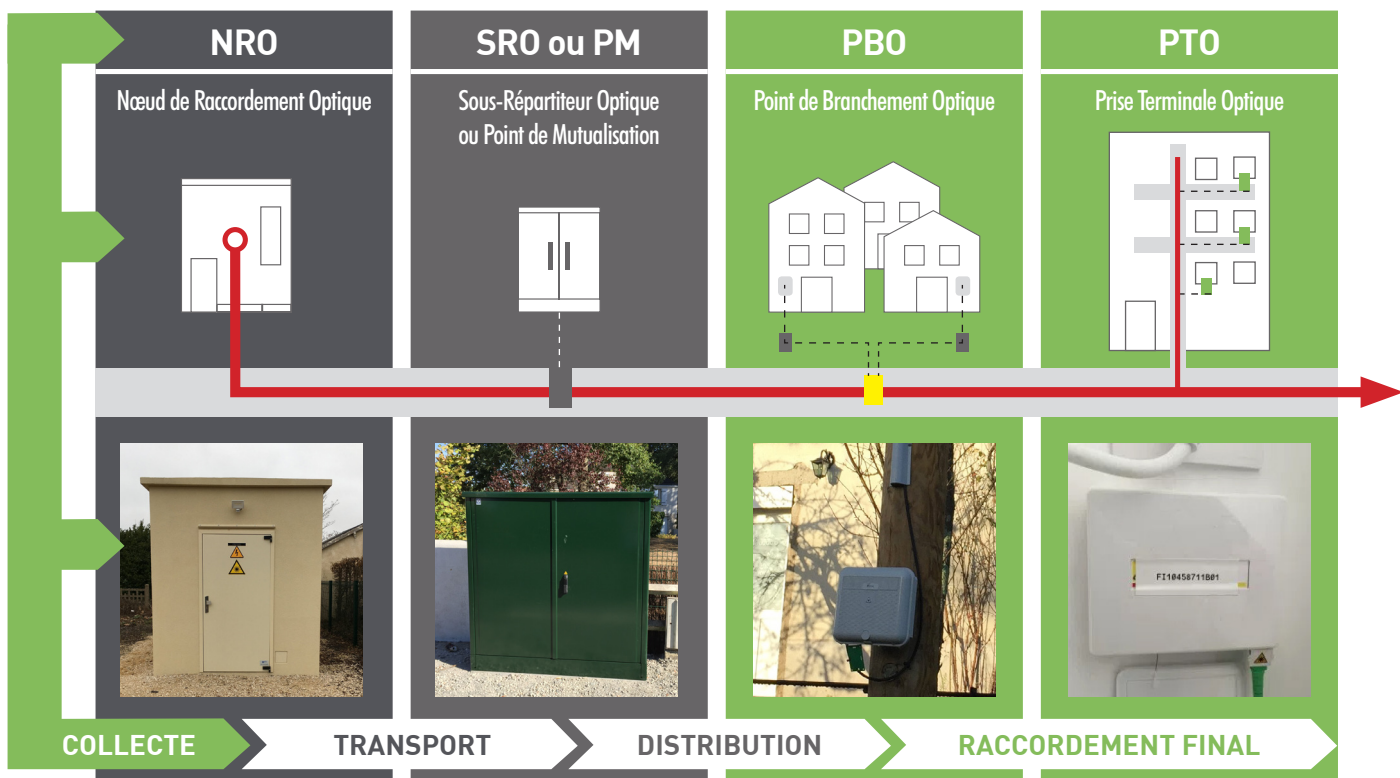 NRO
Nœud de Raccordement Optique
SRO ou PM
Sous-Répartiteur Optique
ou Point de Mutualisation
PBO
Point de Branchement Optique
PTO
Prise Terminale Optique
FI10458711B01
COLLECTE
TRANSPORT
DISTRIBUTION
RACCORDEMENT FINAL